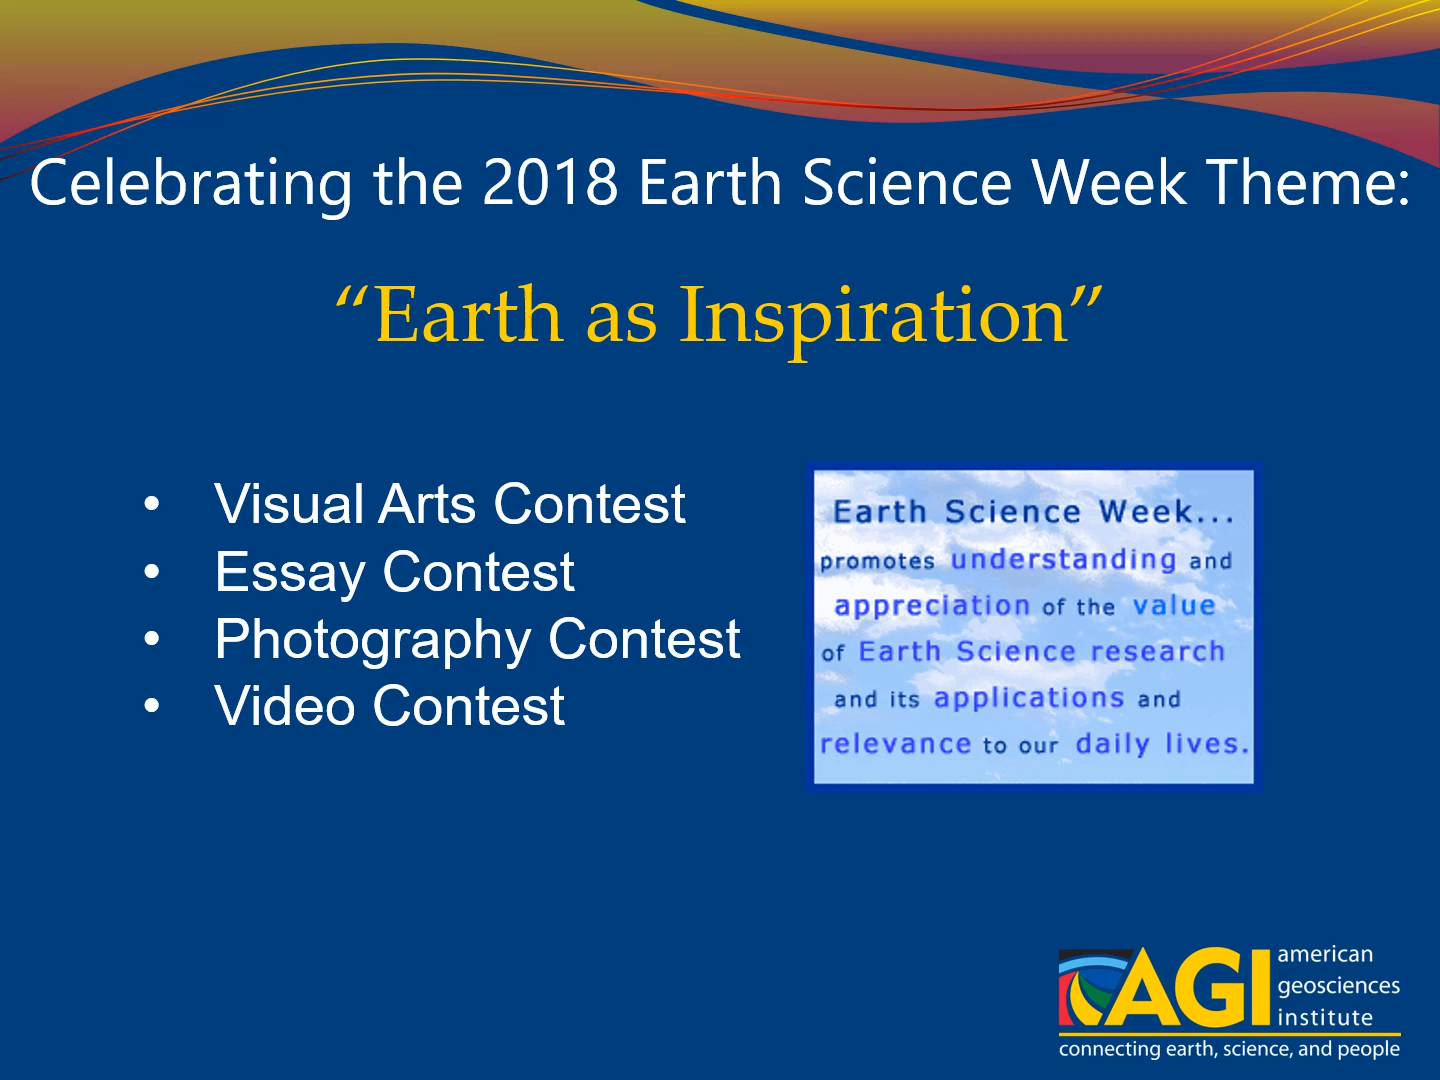 Celebrating the 2018 Earth Science Week Theme:
“Earth as Inspiration”
• Visual Arts Contest
• Essay Contest
• Photography Contest
• Video Contest
Earth Science Week...
promotes understanding and
appreciation of the value
of Earth Science research
and its applications and
relevance to our daily lives.
AGI
american
geosciences
institute
connecting earth, science, and people